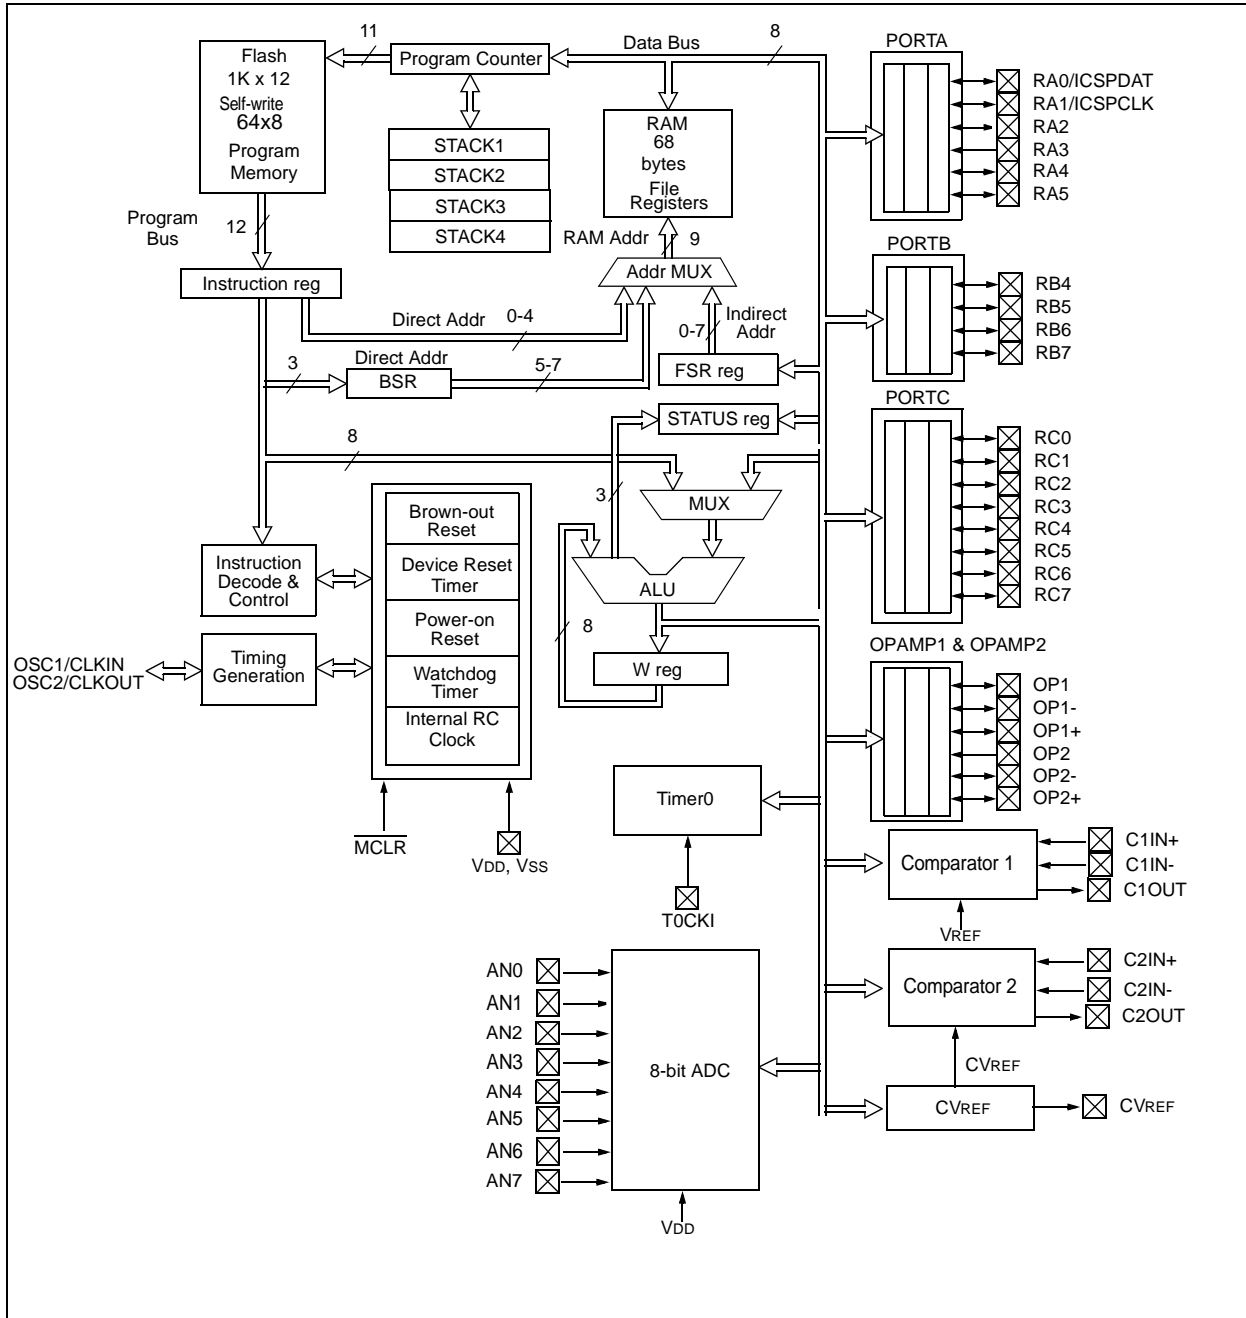 11
Data Bus
8
Flash
1K x 12
Self-write
64x8
Program
Memory
Program Counter
STACK1
STACK2
STACK3
STACK4
RAM
68
bytes
File
Registers
PORTA
RA0/ICSPDAT
RA1/ICSPCLK
RA2
RA3
RA4
RA5
Program
Bus
12
RAM Addr
9
Instruction reg
Addr MUX
Direct Addr
0-4
0-7
Indirect
Addr
PORTB
RB4
RB5
RB6
RB7
3
Direct Addr
BSR
5-7
FSR reg
STATUS reg
PORTC
RC0
RC1
RC2
RC3
RC4
RC5
RC6
RC7
8
3
MUX
Brown-out
Reset
Device Reset
Timer
Power-on
Reset
Watchdog
Timer
Internal RC
Clock
Instruction
Decode &
Control
ALU
8
W reg
OSC1/CLKIN
OSC2/CLKOUT
Timing
Generation
OPAMP1 & OPAMP2
OP1
OP1-
OP1+
OP2
OP2-
OP2+
MCLR
VDD, VSS
Timer0
T0CKI
Comparator 1
C1IN+
C1IN-
C1OUT
VREF
Comparator 2
C2IN+
C2IN-
C2OUT
CVREF
CVREF
CVREF
AN0
AN1
AN2
AN3
AN4
AN5
AN6
AN7
8-bit ADC
VDD